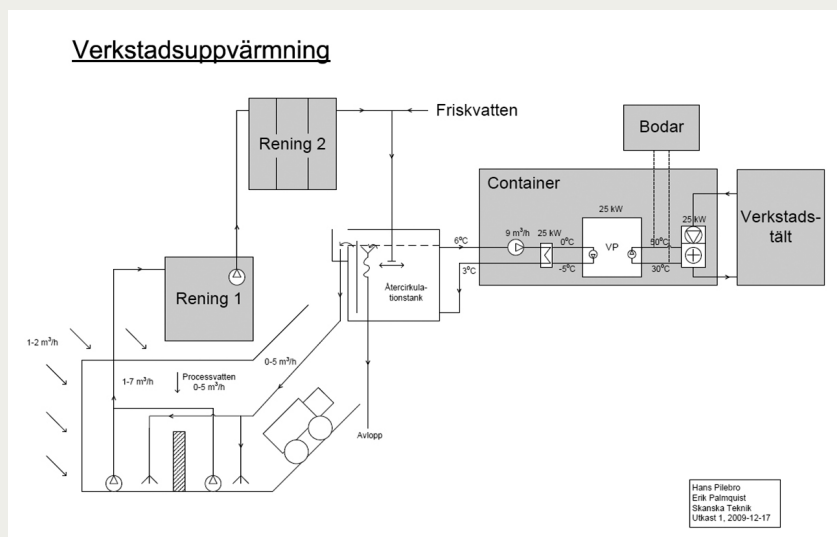 Verkstadsuppvärmning
Friskvatten
Rening 2
Bodar
Container
25 kW
9 m³/h
25 kW
25 kW
6°C
0°C
VP
50°C
3°C
-5°C
30°C
Verkstads-
tält
Återcirkula-
tionstank
Rening 1
1-2 m³/h
1-7 m³/h
Processvatten
0-5 m³/h
0-5 m³/h
Avlopp
Hans Pilebro
Erik Palmquist
Skanska Teknik
Utkast 1, 2009-12-17